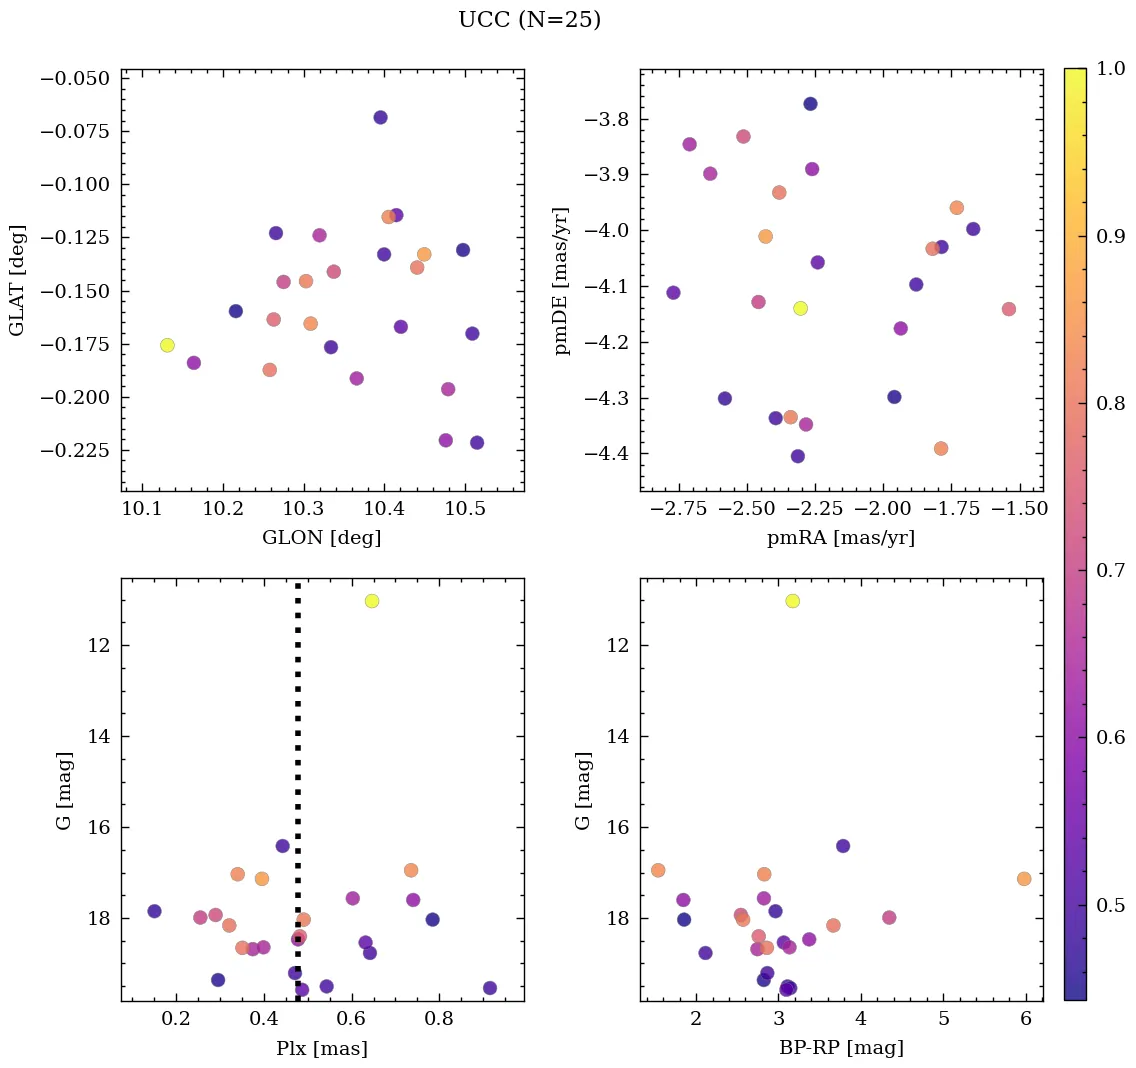 UCC (N=25)
−0.050
−0.075
−0.100
−0.125
−0.150
−0.175
−0.200
−0.225
GLAT [deg]
10.1 10.2 10.3 10.4 10.5
GLON [deg]
−3.8
−3.9
−4.0
−4.1
−4.2
−4.3
−4.4
pmDE [mas/yr]
−2.75 −2.50 −2.25 −2.00 −1.75 −1.50
pmRA [mas/yr]
12
14
16
18
G [mag]
0.2 0.4 0.6 0.8
Plx [mas]
12
14
16
18
G [mag]
2 3 4 5 6
BP-RP [mag]
1.0
0.9
0.8
0.7
0.6
0.5